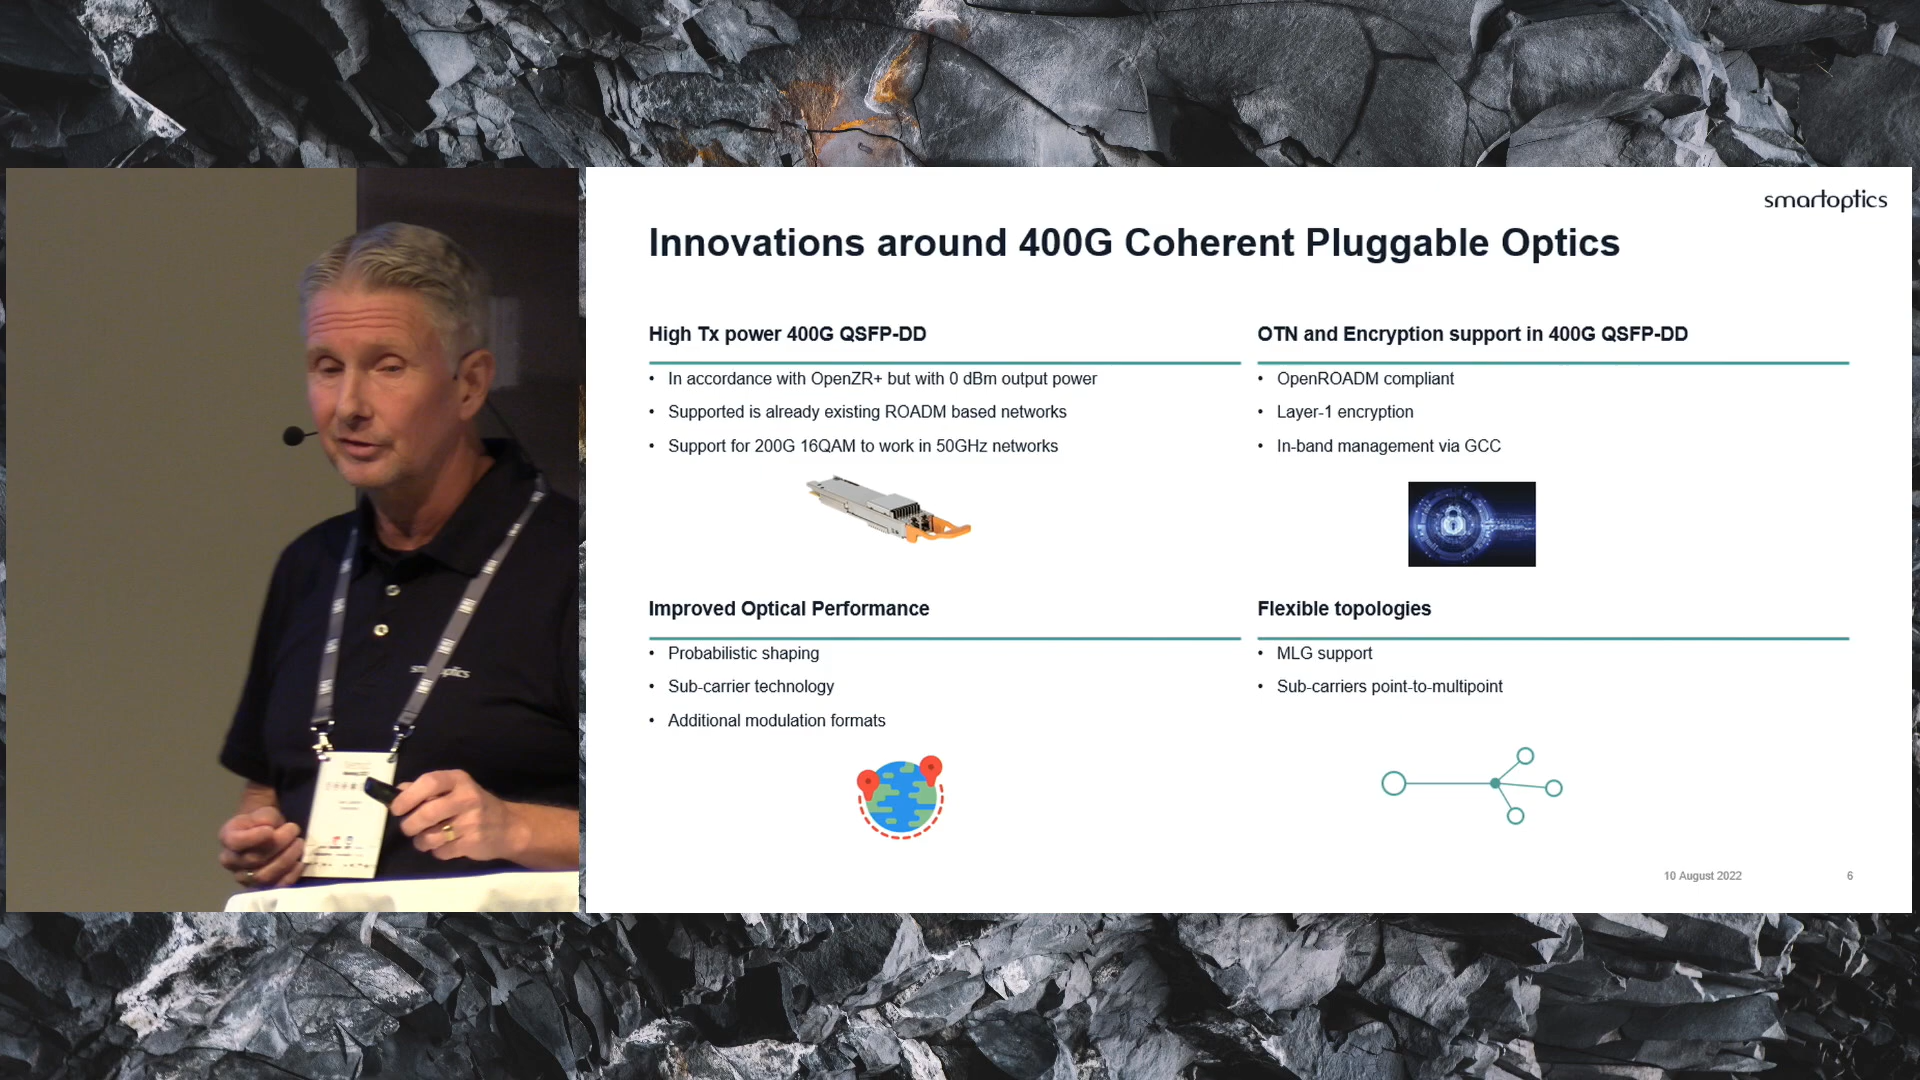 smartoptics
Innovations around 400G Coherent Pluggable Optics
High Tx power 400G QSFP-DD
• In accordance with OpenZR+ but with 0 dBm output power
• Supported is already existing ROADM based networks
• Support for 200G 16QAM to work in 50GHz networks
OTN and Encryption support in 400G QSFP-DD
• OpenROADM compliant
• Layer-1 encryption
• In-band management via GCC
Improved Optical Performance
• Probabilistic shaping
• Sub-carrier technology
• Additional modulation formats
Flexible topologies
• MLG support
• Sub-carriers point-to-multipoint
10 August 2022
6
smartoptics